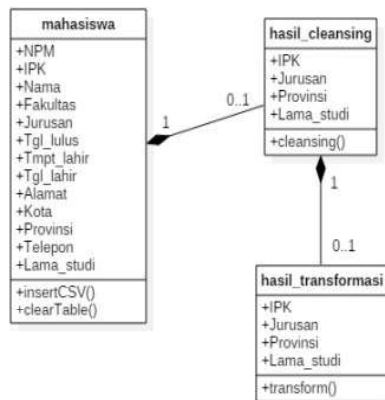 mahasiswa
+NPM
+IPK
+Nama
+Fakultas
+Jurusan
+Tgl_lulus
+Tmpt_lahir
+Tgl_lahir
+Alamat
+Kota
+Provinsi
+Telepon
+Lama_studi
+insertCSV()
+clearTable()
1
0..1
hasil_cleansing
+IPK
+Jurusan
+Provinsi
+Lama_studi
+cleansing()
1
0..1
hasil_transformasi
+IPK
+Jurusan
+Provinsi
+Lama_studi
+transform()